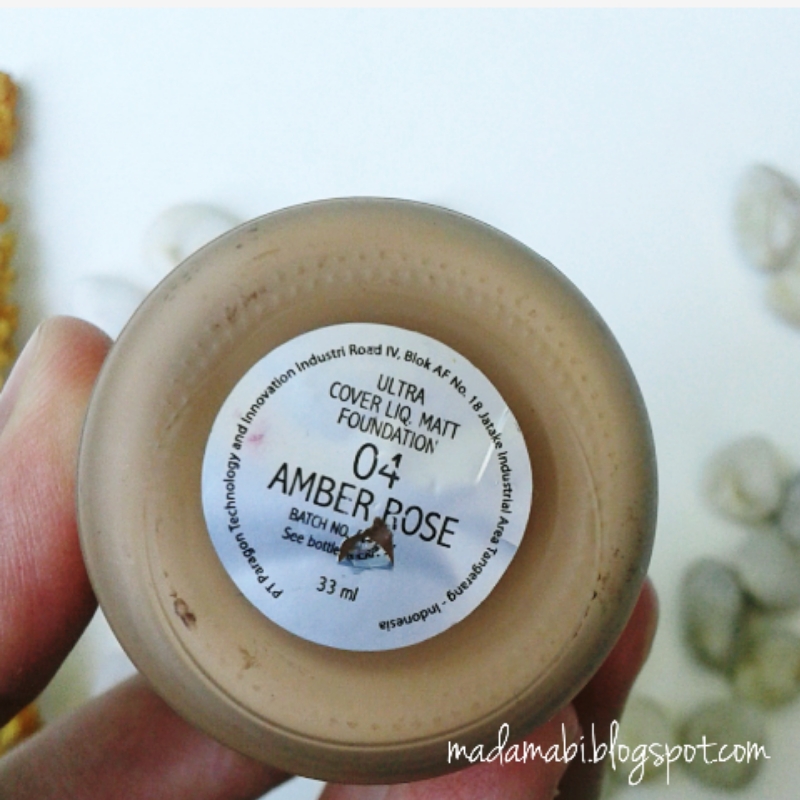 PT Paragon Technology and Innovation Industri Road IV, Blok AF No. 18 Jatake Industrial Area Tangerang - Indonesia
ULTRA
COVER LIQ. MATT
FOUNDATION
04
AMBER ROSE
BATCH NO.
See bottle
33 ml
madamabi.blogspot.com